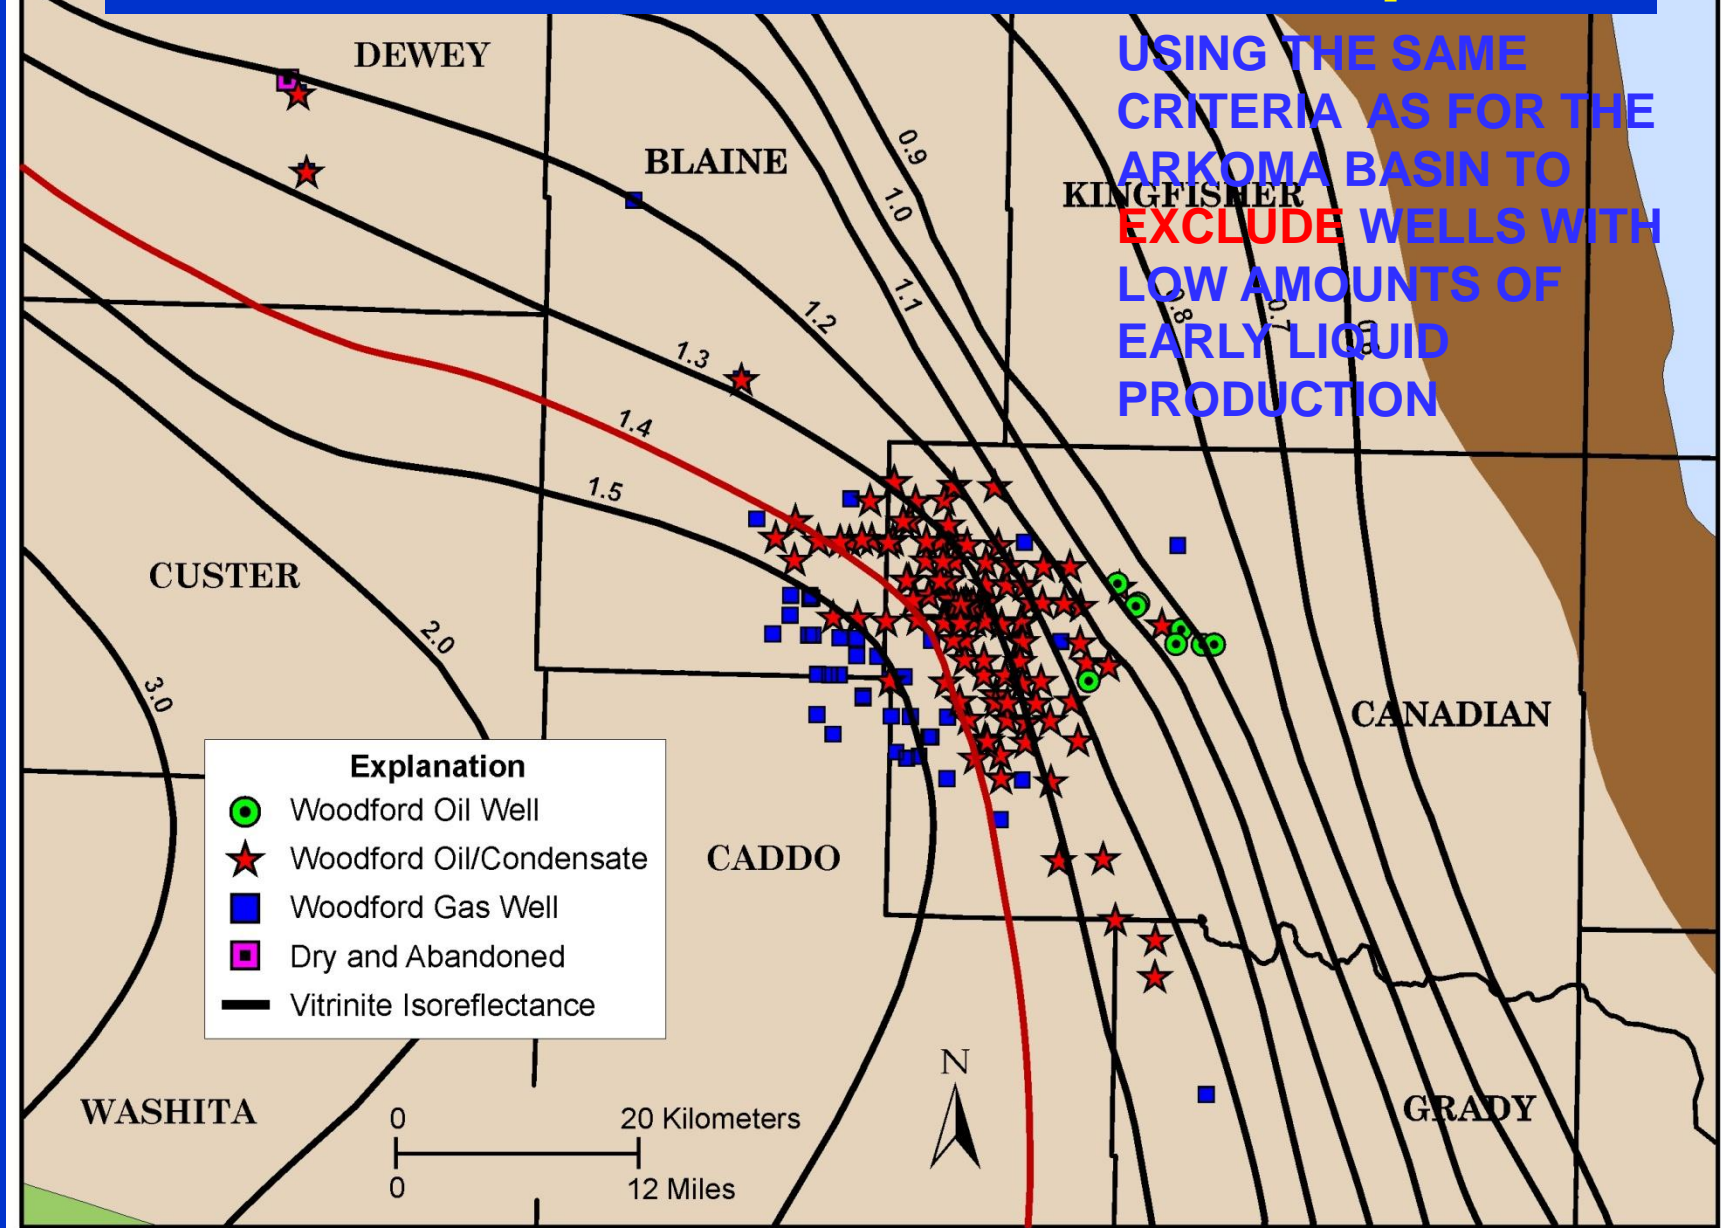 USING THE SAME
CRITERIA AS FOR THE
ARKOMA BASIN TO
EXCLUDE WELLS WITH
LOW AMOUNTS OF
EARLY LIQUID
PRODUCTION
DEWEY
BLAINE
KINGFISHER
0.9
1.0
1.1
1.2
0.8
0.7
0.6
1.3
1.4
1.5
CUSTER
2.0
3.0
CANADIAN
CADDO
Explanation
Woodford Oil Well
Woodford Oil/Condensate
Woodford Gas Well
Dry and Abandoned
Vitrinite Isoreflectance
WASHITA
GRADY
N
0 20 Kilometers
0 12 Miles